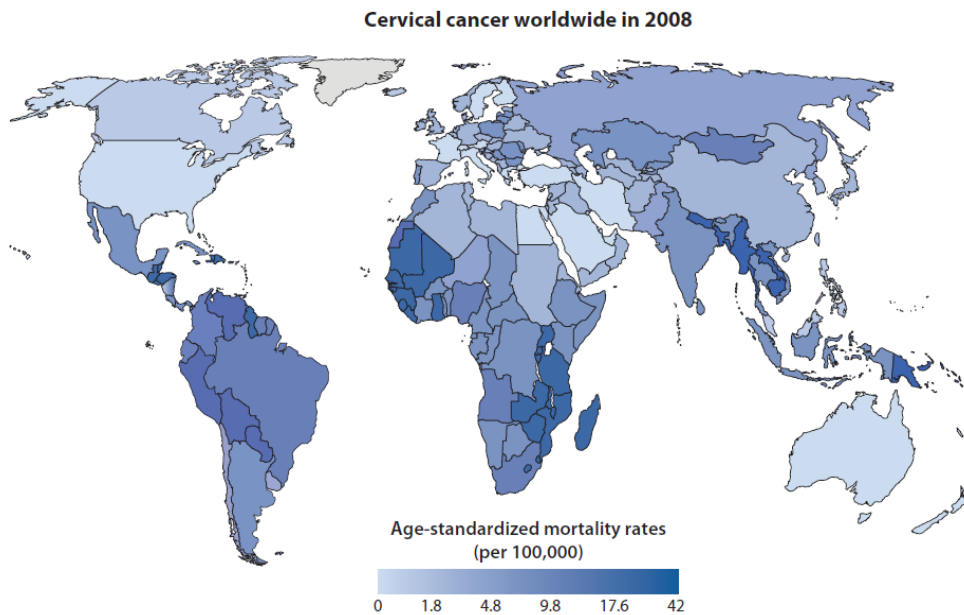 Cervical cancer worldwide in 2008
Age-standardized mortality rates
(per 100,000)
0 1.8 4.8 9.8 17.6 42